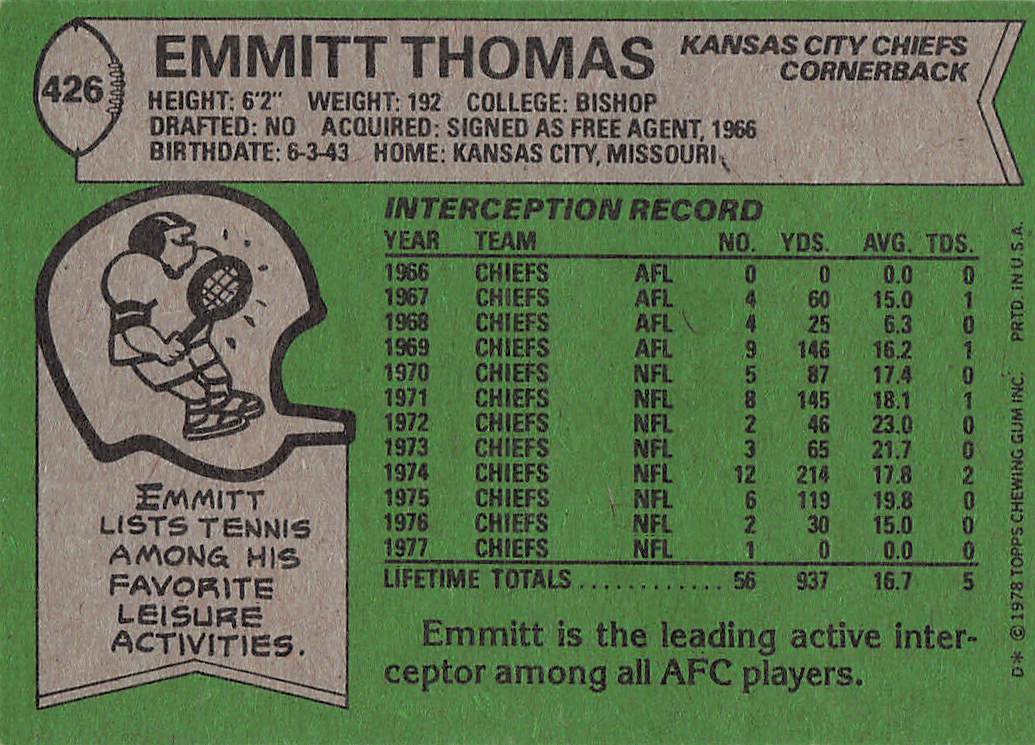 426
EMMITT THOMAS
KANSAS CITY CHIEFS
CORNERBACK
HEIGHT: 6'2" WEIGHT: 192 COLLEGE: BISHOP
DRAFTED: NO ACQUIRED: SIGNED AS FREE AGENT, 1966
BIRTHDATE: 6-3-43 HOME: KANSAS CITY, MISSOURI
INTERCEPTION RECORD
YEAR TEAM NO. YDS. AVG. TDS.
1966 CHIEFS AFL 0 0 0.0 0
1967 CHIEFS AFL 4 60 15.0 1
1968 CHIEFS AFL 4 25 6.3 0
1969 CHIEFS AFL 9 146 16.2 1
1970 CHIEFS NFL 5 87 17.4 0
1971 CHIEFS NFL 8 145 18.1 1
1972 CHIEFS NFL 2 46 23.0 0
1973 CHIEFS NFL 3 65 21.7 0
1974 CHIEFS NFL 12 214 17.8 2
1975 CHIEFS NFL 6 119 19.8 0
1976 CHIEFS NFL 2 30 15.0 0
1977 CHIEFS NFL 1 0 0.0 0
LIFETIME TOTALS............ 56 937 16.7 5
Emmitt is the leading active inter-
ceptor among all AFC players.
EMMITT
LISTS TENNIS
AMONG HIS
FAVORITE
LEISURE
ACTIVITIES.
D* © 1978 TOPPS CHEWING GUM INC. PRTD. IN U.S.A.